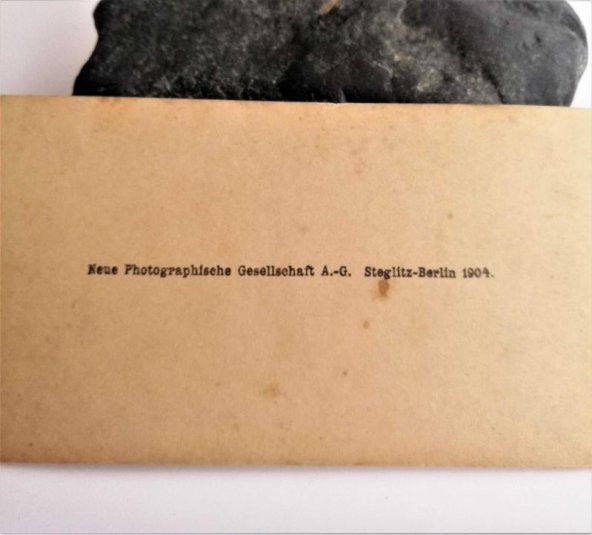 Neue Photographische Gesellschaft A.-G. Steglitz-Berlin 1904.